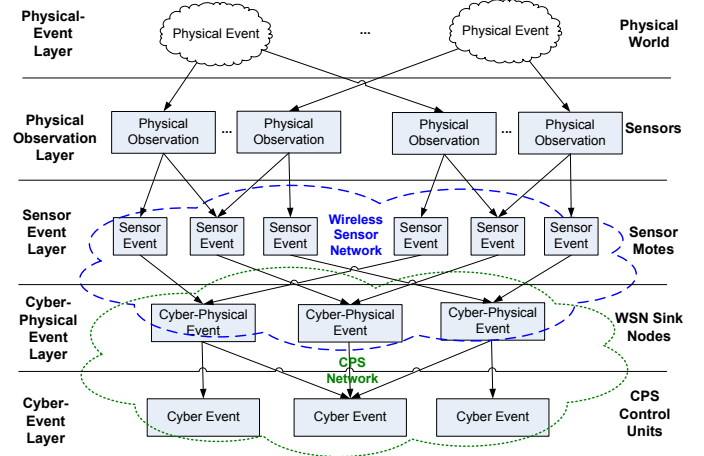 Physical-
Event
Layer
Physical Event
...
Physical Event
Physical
World
Physical
Observation
Layer
Physical
Observation
...
Physical
Observation
Physical
Observation
...
Physical
Observation
Sensors
Sensor
Event
Layer
Sensor
Event
Sensor
Event
Sensor
Event
Wireless
Sensor
Network
Sensor
Event
Sensor
Event
Sensor
Event
Sensor
Motes
Cyber-
Physical
Event
Layer
Cyber-Physical
Event
Cyber-Physical
Event
Cyber-Physical
Event
WSN Sink
Nodes
CPS
Network
Cyber-
Event
Layer
Cyber Event
Cyber Event
Cyber Event
CPS
Control
Units